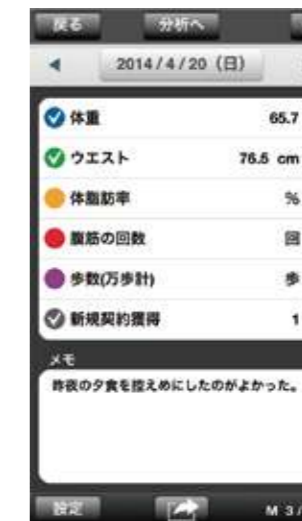 戻る 分析へ
2014/4/20 (日)
体重 65.7
ウエスト 76.5 cm
体脂肪率 %
腹筋の回数 回
歩数(万歩計) 歩
新規契約獲得 1
メモ
昨夜の夕食を控えめにしたのがよかった。
設定 M 3/